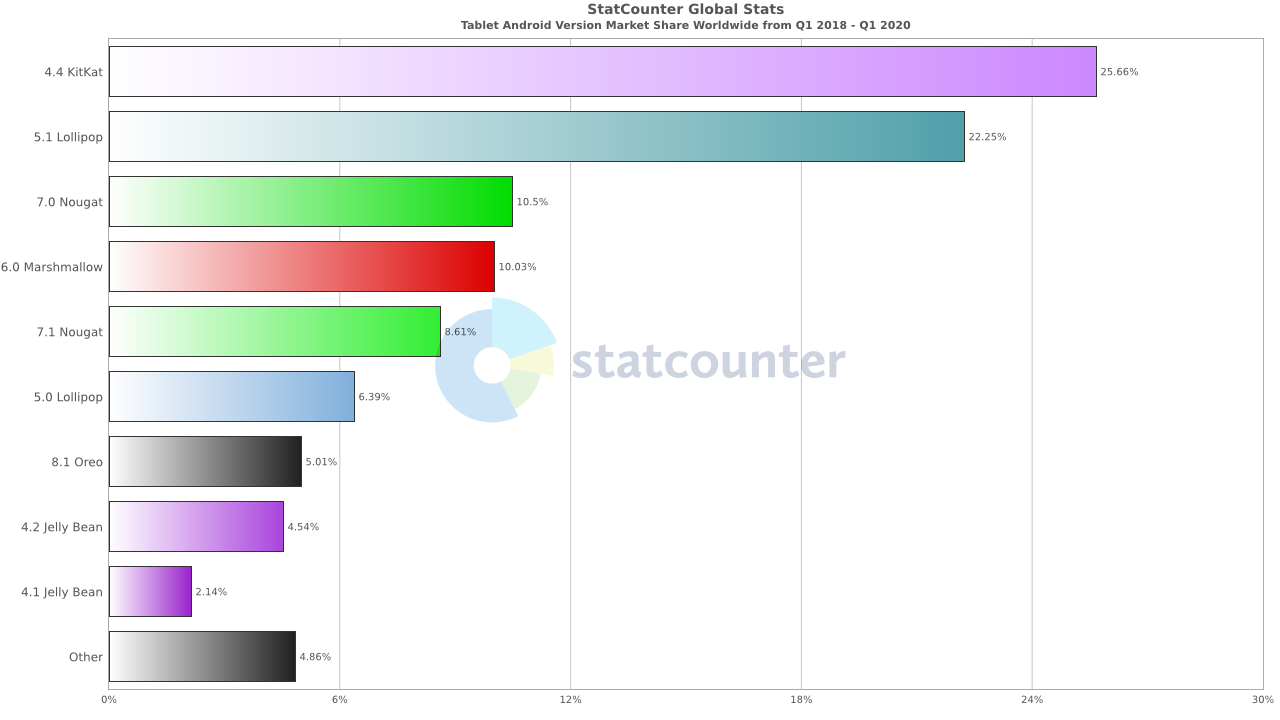 StatCounter Global Stats
Tablet Android Version Market Share Worldwide from Q1 2018 - Q1 2020
4.4 KitKat 25.66%
5.1 Lollipop 22.25%
7.0 Nougat 10.5%
6.0 Marshmallow 10.03%
7.1 Nougat 8.61%
statcounter
5.0 Lollipop 6.39%
8.1 Oreo 5.01%
4.2 Jelly Bean 4.54%
4.1 Jelly Bean 2.14%
Other 4.86%
0% 6% 12% 18% 24% 30%